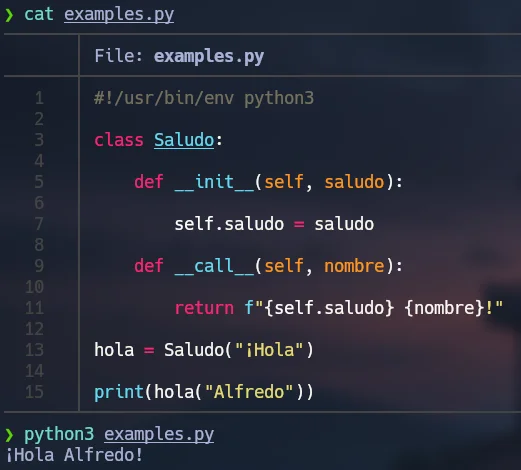 ❯ cat examples.py
File: examples.py
1 #!/usr/bin/env python3
2
3 class Saludo:
4
5     def __init__(self, saludo):
6
7         self.saludo = saludo
8
9     def __call__(self, nombre):
10
11         return f"{self.saludo} {nombre}!"
12
13 hola = Saludo("¡Hola")
14
15 print(hola("Alfredo"))
❯ python3 examples.py
¡Hola Alfredo!